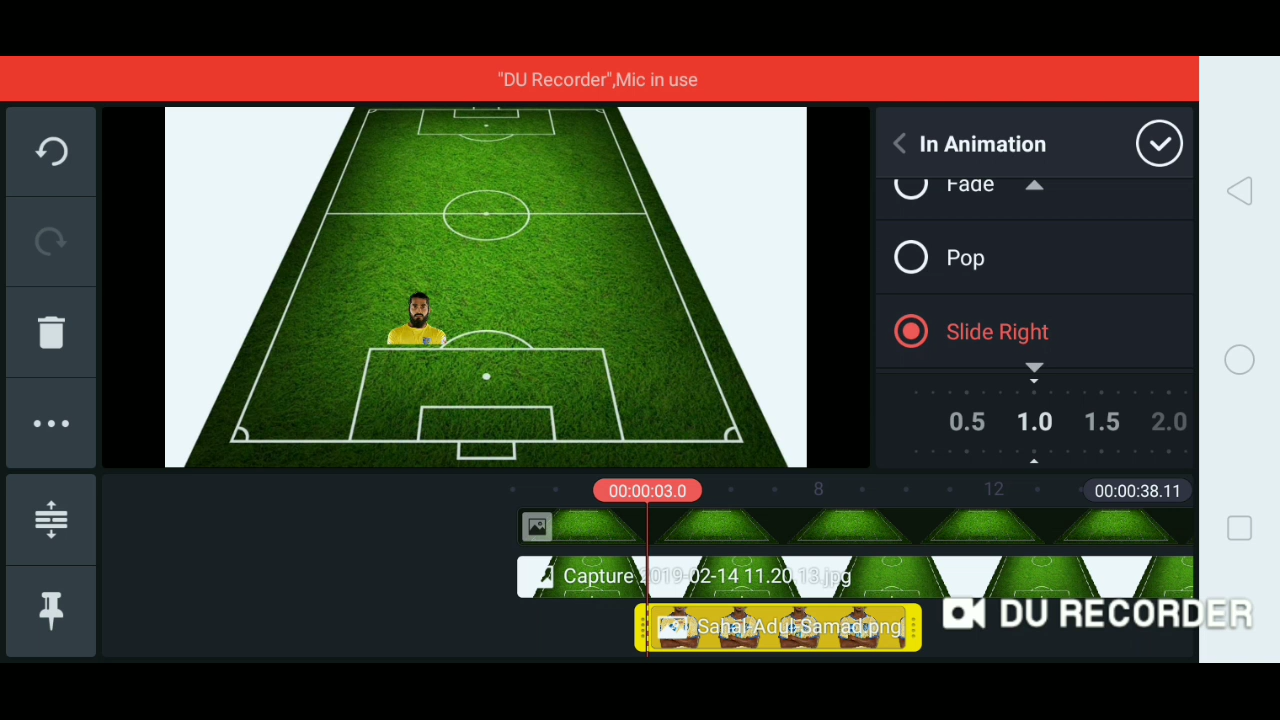 "DU Recorder",Mic in use
In Animation
Fade
Pop
Slide Right
0.5 1.0 1.5 2.0
00:00:03.0 8 12 00:00:38.11
Capture 2019-02-14 11.20.13.jpg
DU RECORDER
Sahal-Adul-Samad.png